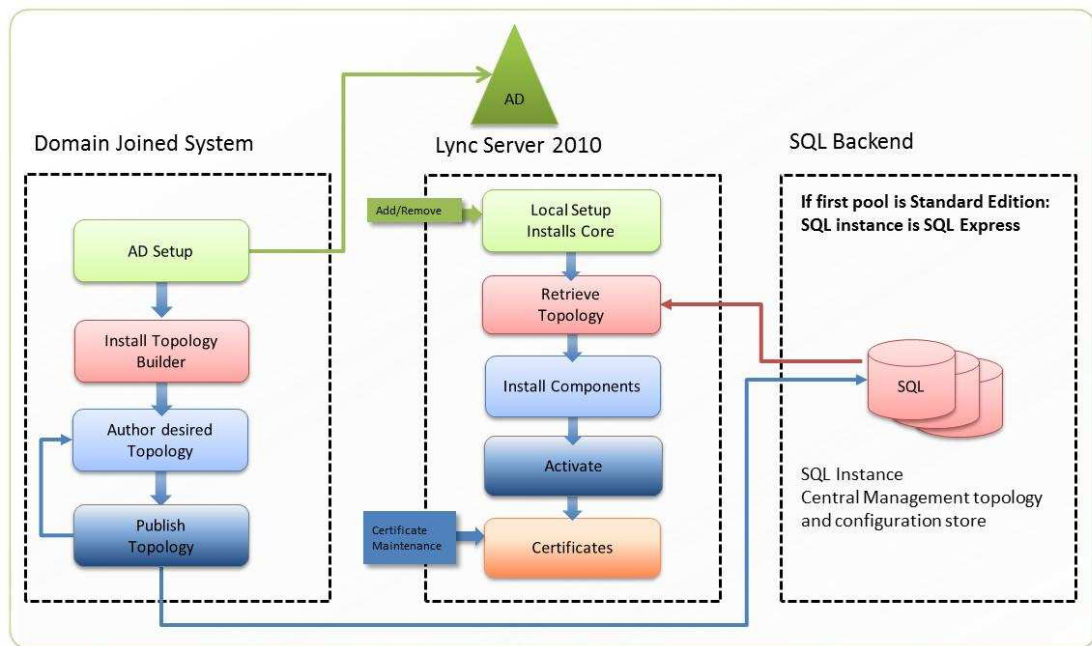 AD
Domain Joined System
Lync Server 2010
SQL Backend
AD Setup
Install Topology
Builder
Author desired
Topology
Publish
Topology
Add/Remove
Local Setup
Installs Core
Retrieve
Topology
Install Components
Activate
Certificate
Maintenance
Certificates
If first pool is Standard Edition:
SQL instance is SQL Express
SQL
SQL Instance
Central Management topology
and configuration store